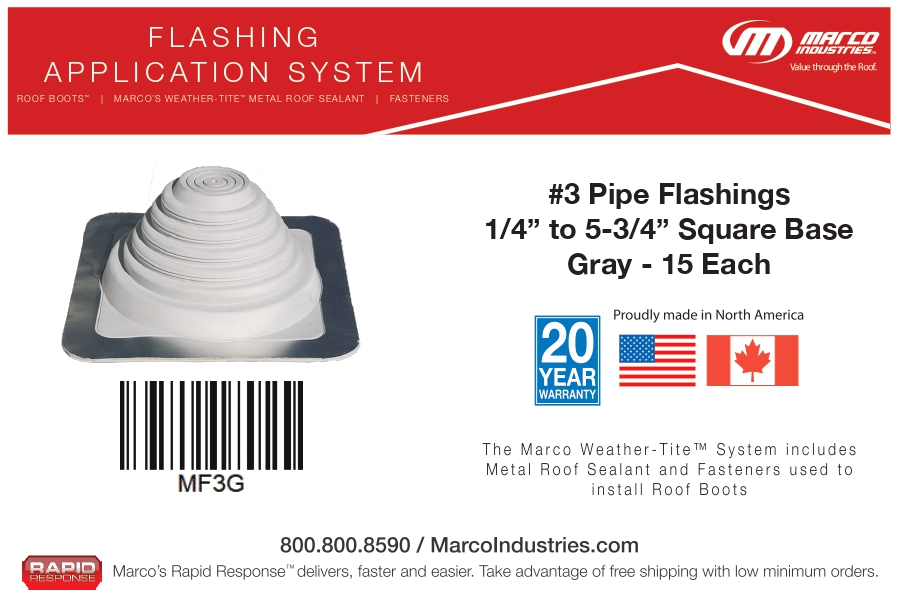 FLASHING
APPLICATION SYSTEM
ROOF BOOTS™ | MARCO'S WEATHER-TITE™ METAL ROOF SEALANT | FASTENERS
MARCO
INDUSTRIES™
Value through the Roof.
#3 Pipe Flashings
1/4” to 5-3/4” Square Base
Gray - 15 Each
Proudly made in North America
20
YEAR
WARRANTY
MF3G
The Marco Weather-Tite™ System includes
Metal Roof Sealant and Fasteners used to
install Roof Boots
800.800.8590 / MarcoIndustries.com
RAPID
RESPONSE
Marco’s Rapid Response™ delivers, faster and easier. Take advantage of free shipping with low minimum orders.